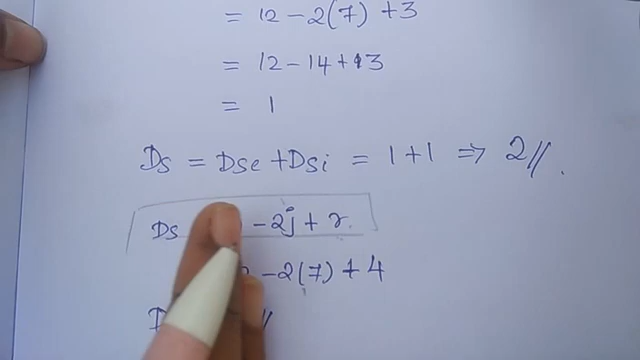 = 12 - 2(7) + 3
= 12 - 14 + 3
= 1
Ds = Dse + Dsi = 1 + 1 ⇒ 2//.
Ds - 2j + r
- 2(7) + 4
D //